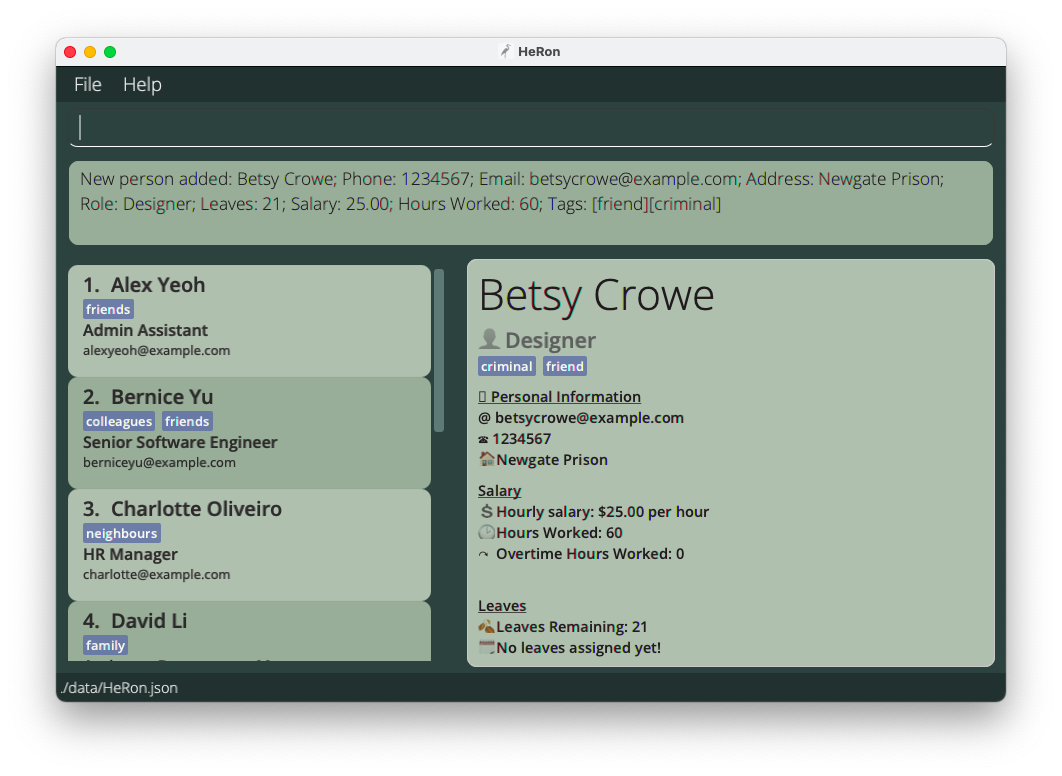 HeRon
File Help
New person added: Betsy Crowe; Phone: 1234567; Email: betsycrowe@example.com; Address: Newgate Prison;
Role: Designer; Leaves: 21; Salary: 25.00; Hours Worked: 60; Tags: [friend][criminal]
1. Alex Yeoh
friends
Admin Assistant
alexyeoh@example.com
2. Bernice Yu
colleagues friends
Senior Software Engineer
berniceyu@example.com
3. Charlotte Oliveiro
neighbours
HR Manager
charlotte@example.com
4. David Li
family
Betsy Crowe
Designer
criminal friend
Personal Information
@ betsycrowe@example.com
☎ 1234567
Newgate Prison
Salary
$ Hourly salary: $25.00 per hour
Hours Worked: 60
Overtime Hours Worked: 0
Leaves
Leaves Remaining: 21
No leaves assigned yet!
./data/HeRon.json